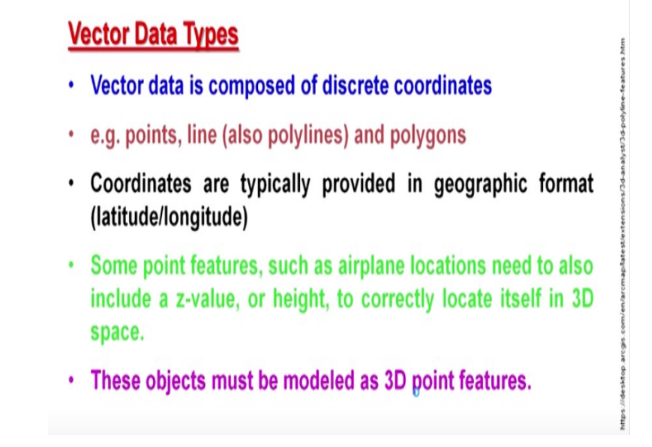 Vector Data Types
• Vector data is composed of discrete coordinates
• e.g. points, line (also polylines) and polygons
• Coordinates are typically provided in geographic format
(latitude/longitude)
• Some point features, such as airplane locations need to also
include a z-value, or height, to correctly locate itself in 3D
space.
• These objects must be modeled as 3D point features.
https://desktop.arcgis.com/en/arcmap/latest/extensions/3d-analyst/3d-polyline-features.htm